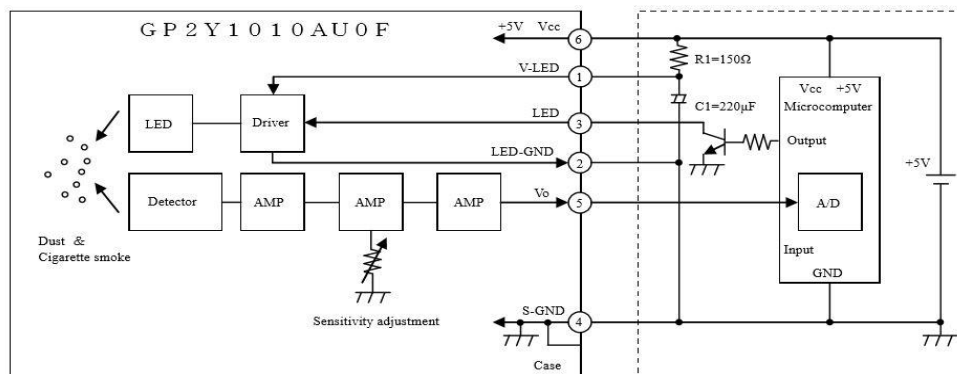 GP2Y1010AU0F
+5V Vcc
6
V-LED
1
R1=150Ω
C1=220μF
LED
3
LED
Driver
LED-GND
2
Vcc +5V
Microcomputer
Output
+5V
Detector
AMP
AMP
AMP
Vo
5
A/D
Input
GND
Dust &
Cigarette smoke
Sensitivity adjustment
S-GND
4
Case